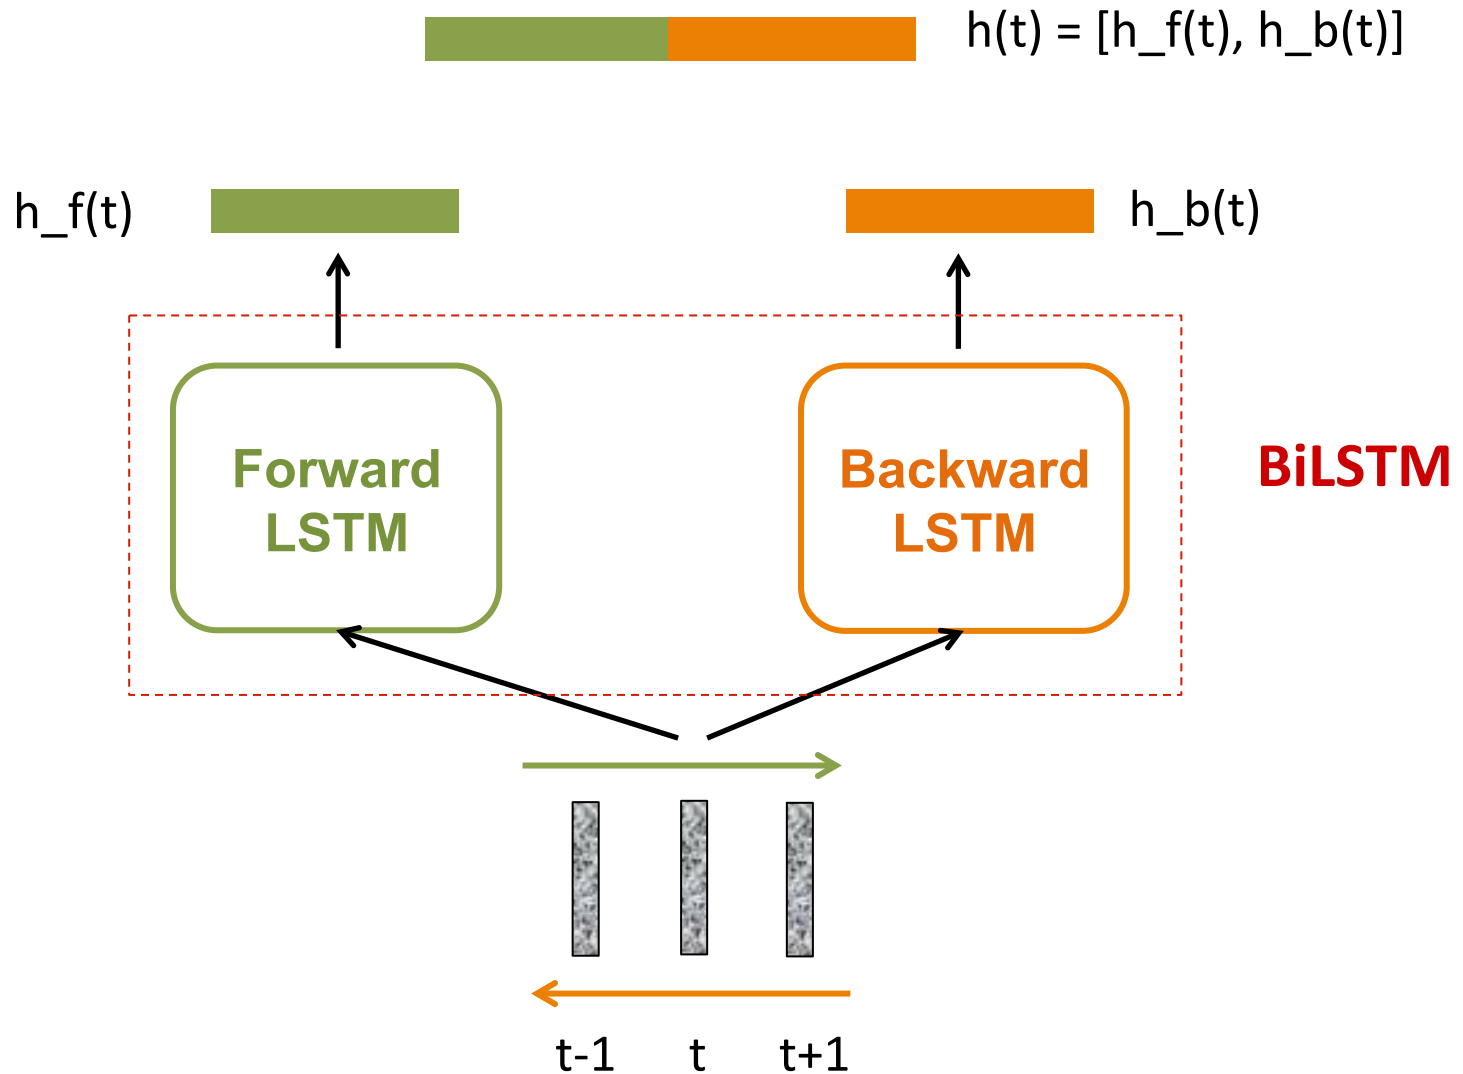 h(t) = [h_f(t), h_b(t)]
h_f(t)
h_b(t)
Forward
LSTM
Backward
LSTM
BiLSTM
t-1
t
t+1